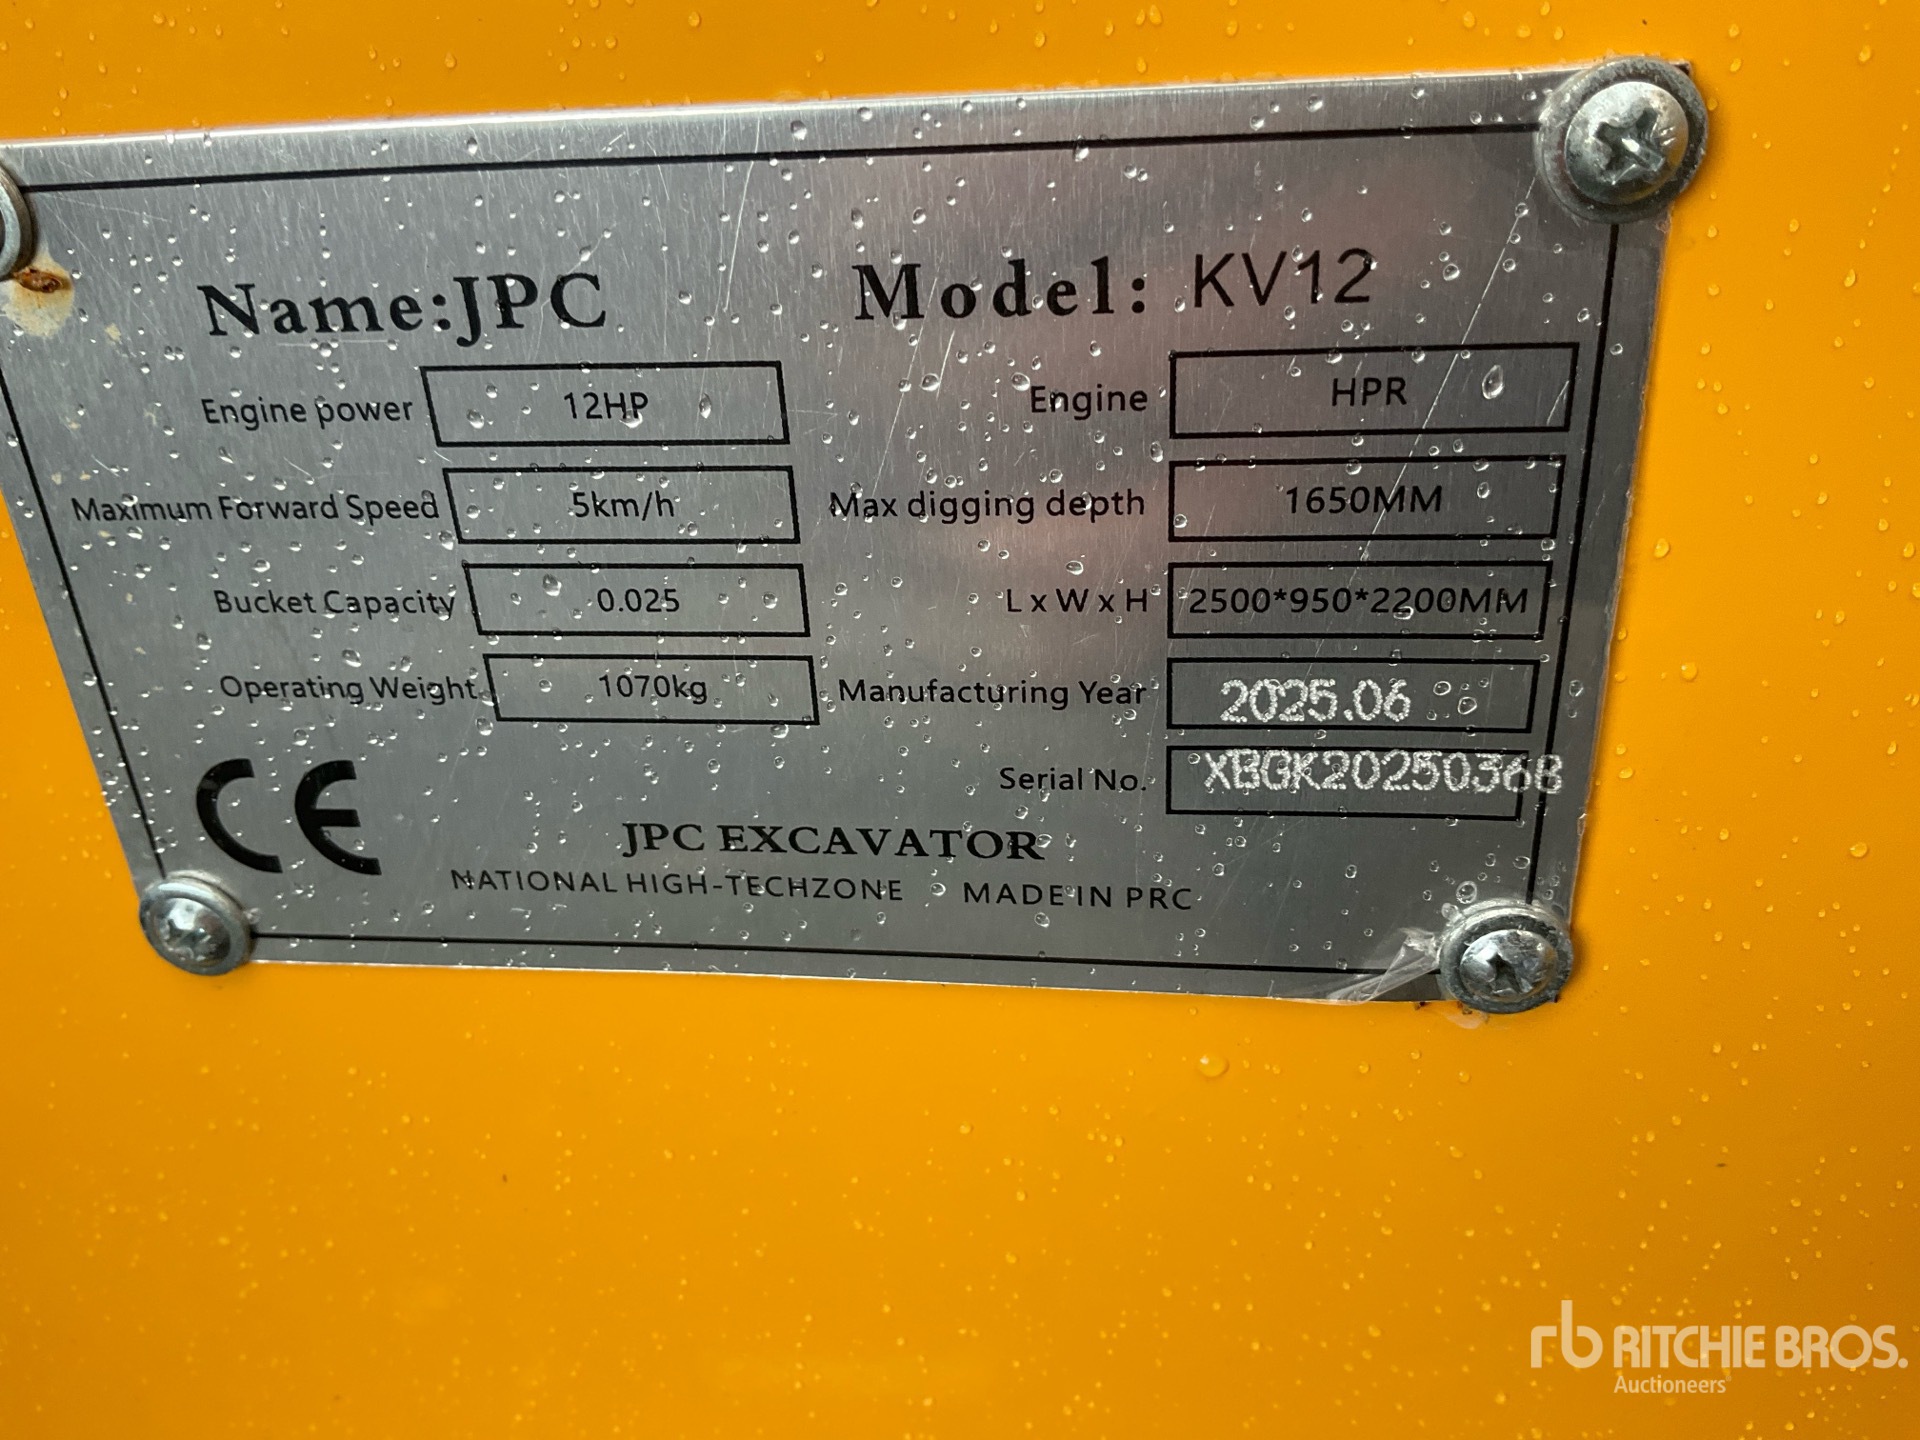 Name:JPC Model: KV12
Engine power 12HP Engine HPR
Maximum Forward Speed 5km/h Max digging depth 1650MM
Bucket Capacity 0.025 L x W x H 2500*950*2200MM
Operating Weight 1070kg Manufacturing Year 2025.06
Serial No. XBGK20250368
CE
JPC EXCAVATOR
NATIONAL HIGH-TECHZONE MADE IN PRC
rb RITCHIE BROS.
Auctioneers